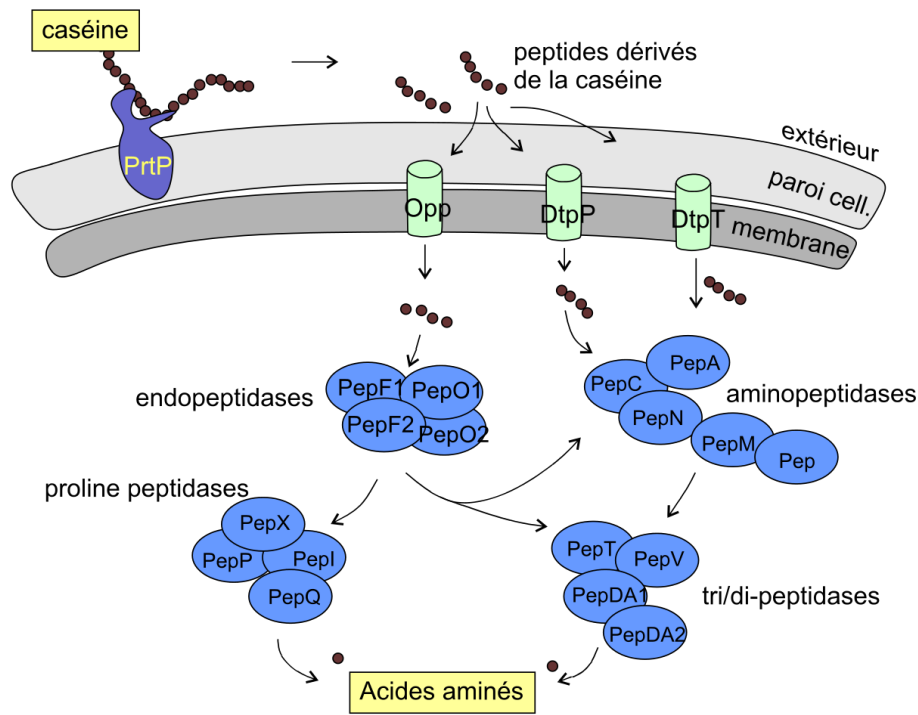 caséine
peptides dérivés
de la caséine
extérieur
PrtP
paroi cell.
Opp
DtpP
DtpT
membrane
PepA
PepF1
PepO1
PepC
endopeptidases
aminopeptidases
PepN
PepF2
PepO2
PepM
Pep
proline peptidases
PepX
PepT
PepV
PepP
PepI
PepDA1
tri/di-peptidases
PepQ
PepDA2
Acides aminés